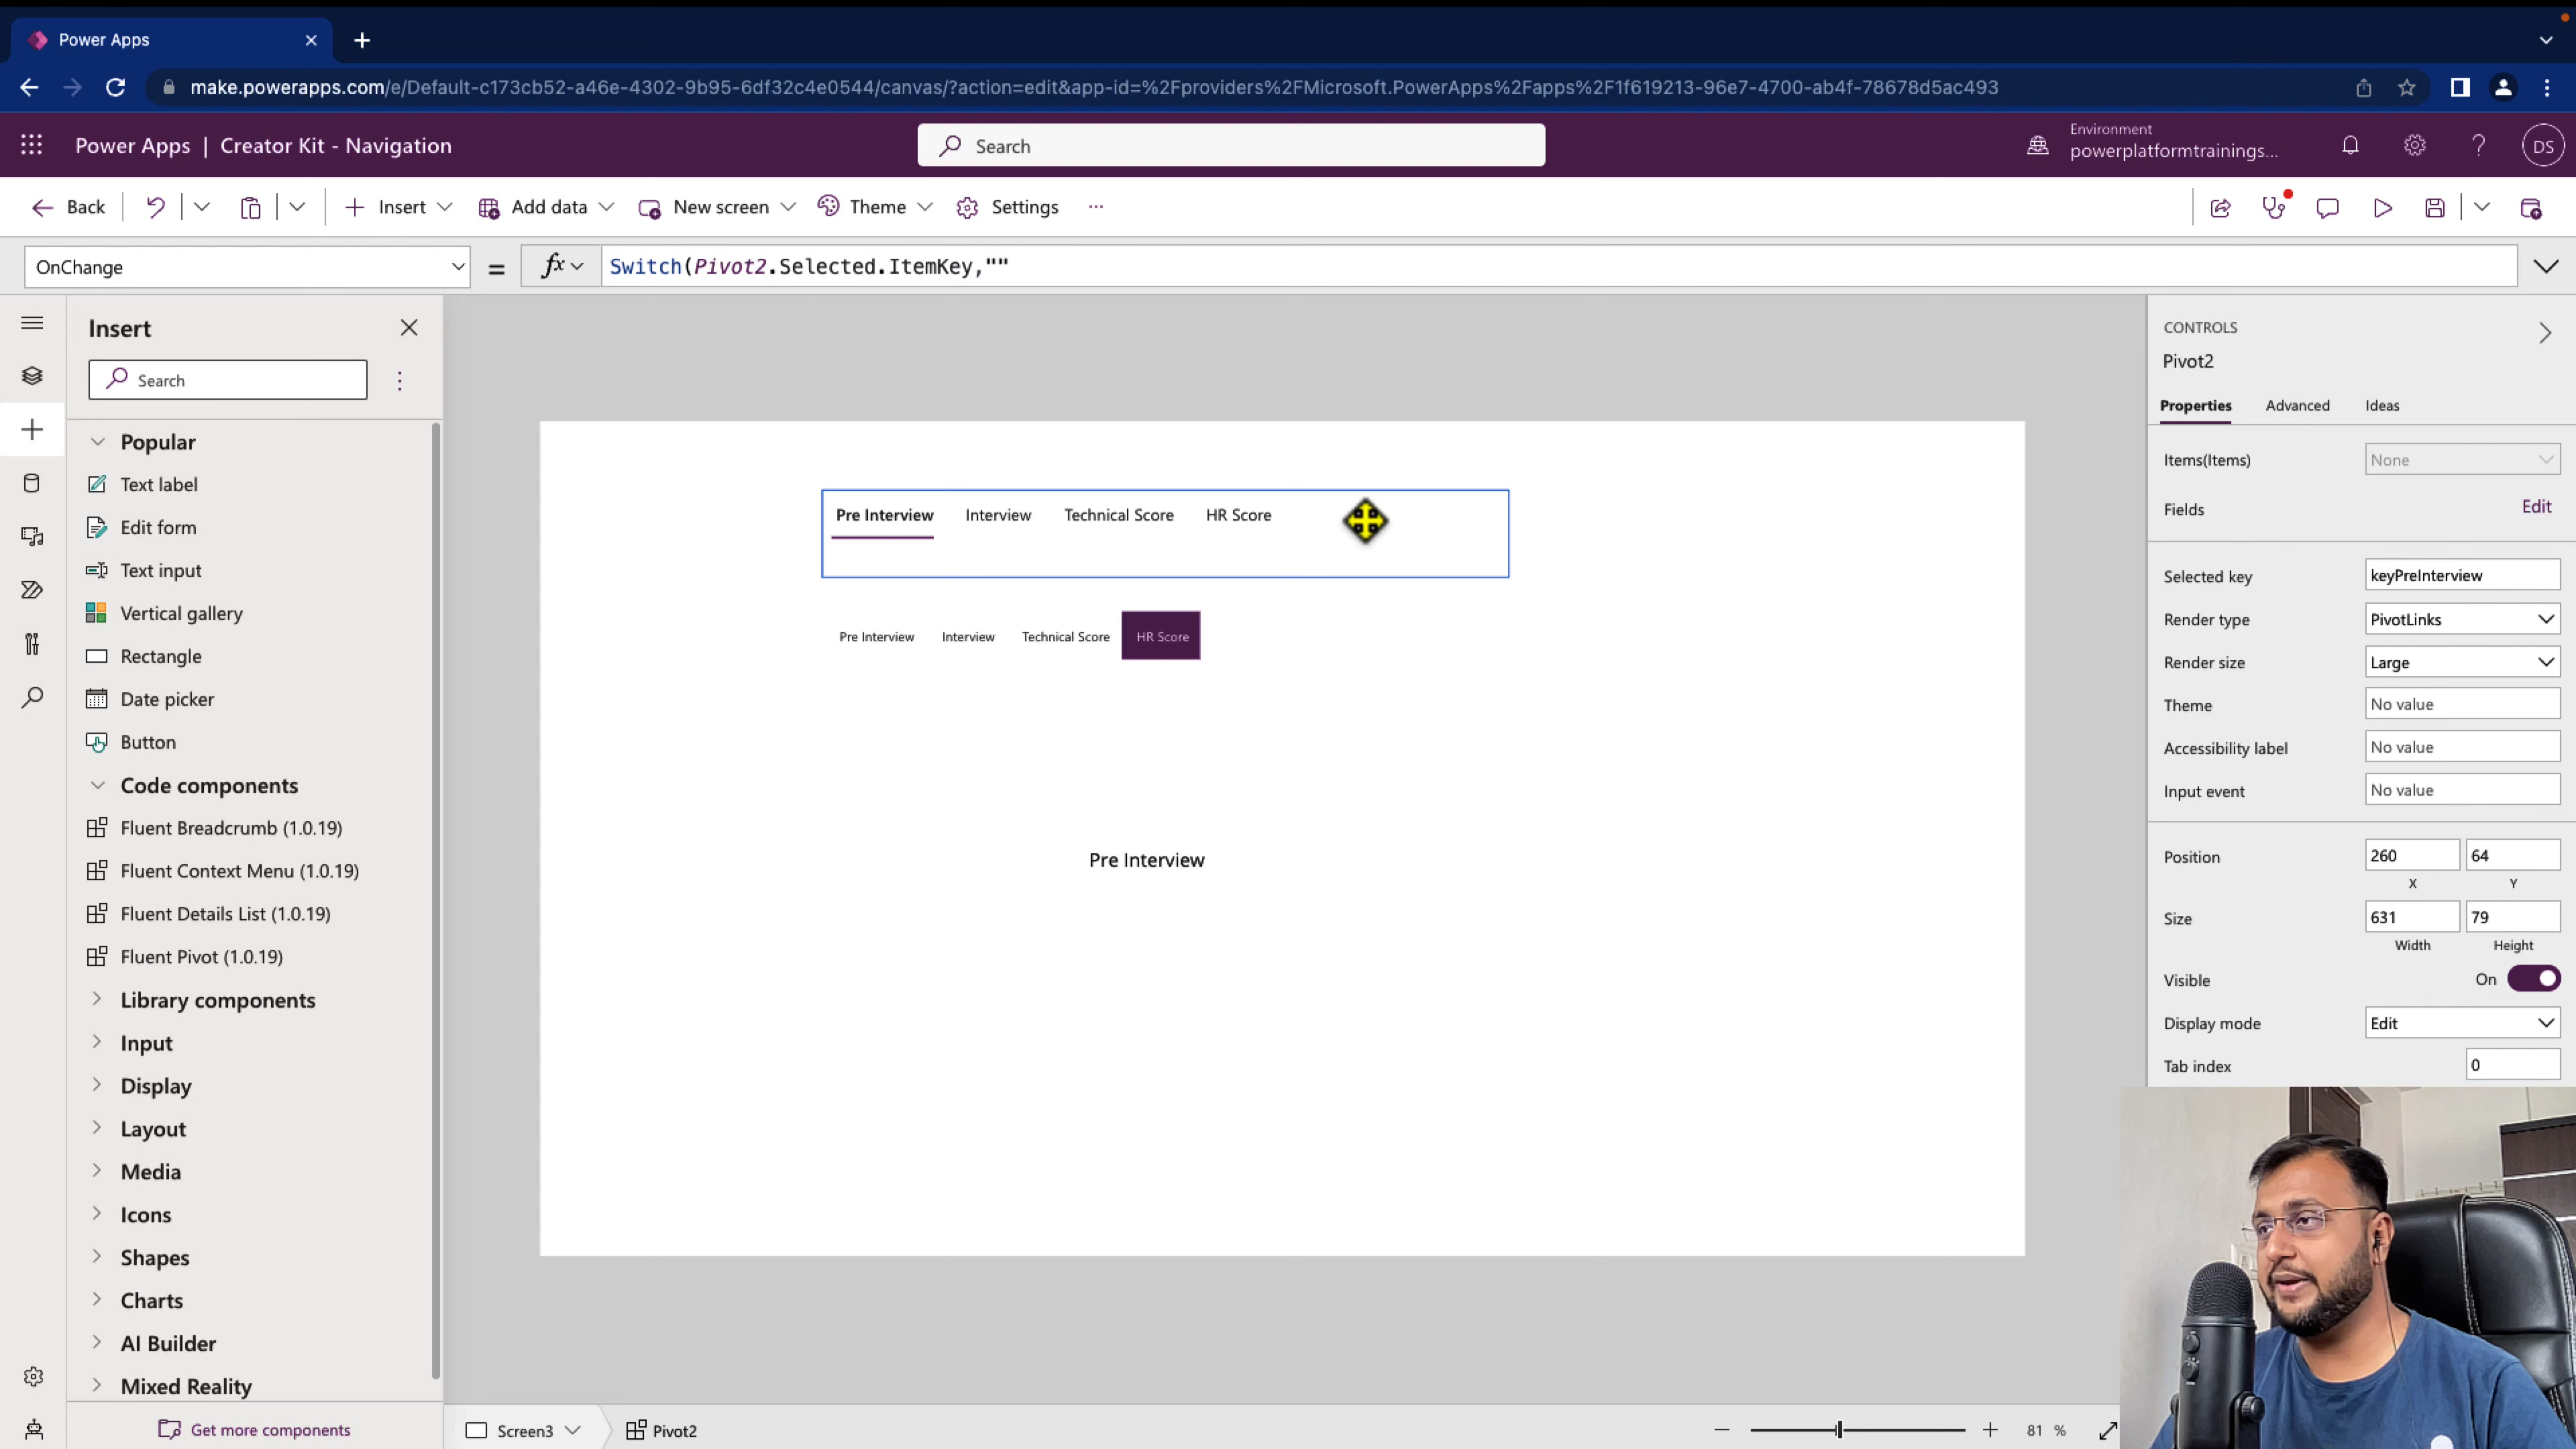 Power Apps
make.powerapps.com/e/Default-c173cb52-a46e-4302-9b95-6df32c4e0544/canvas/?action=edit&app-id=%2Fproviders%2FMicrosoft.PowerApps%2Fapps%2F1f619213-96e7-4700-ab4f-78678d5ac493
Power Apps | Creator Kit - Navigation
Search
Environment
powerplatformtrainings...
DS
Back
Insert
Add data
New screen
Theme
Settings
OnChange
=
fx
Switch(Pivot2.Selected.ItemKey,""
Insert
Search
Popular
Text label
Edit form
Text input
Vertical gallery
Rectangle
Date picker
Button
Code components
Fluent Breadcrumb (1.0.19)
Fluent Context Menu (1.0.19)
Fluent Details List (1.0.19)
Fluent Pivot (1.0.19)
Library components
Input
Display
Layout
Media
Icons
Shapes
Charts
AI Builder
Mixed Reality
Get more components
Pre Interview Interview Technical Score HR Score
Pre Interview Interview Technical Score HR Score
Pre Interview
CONTROLS
Pivot2
Properties Advanced Ideas
Items(Items) None
Fields Edit
Selected key keyPreInterview
Render type PivotLinks
Render size Large
Theme No value
Accessibility label No value
Input event No value
Position 260 64
X Y
Size 631 79
Width Height
Visible On
Display mode Edit
Tab index 0
Screen3
Pivot2
81 %